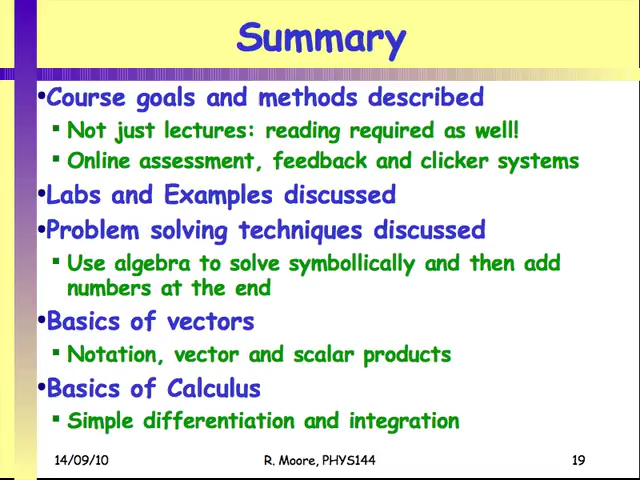 Summary
•Course goals and methods described
▪ Not just lectures: reading required as well!
▪ Online assessment, feedback and clicker systems
•Labs and Examples discussed
•Problem solving techniques discussed
▪ Use algebra to solve symbollically and then add
numbers at the end
•Basics of vectors
▪ Notation, vector and scalar products
•Basics of Calculus
▪ Simple differentiation and integration
14/09/10 R. Moore, PHYS144 19